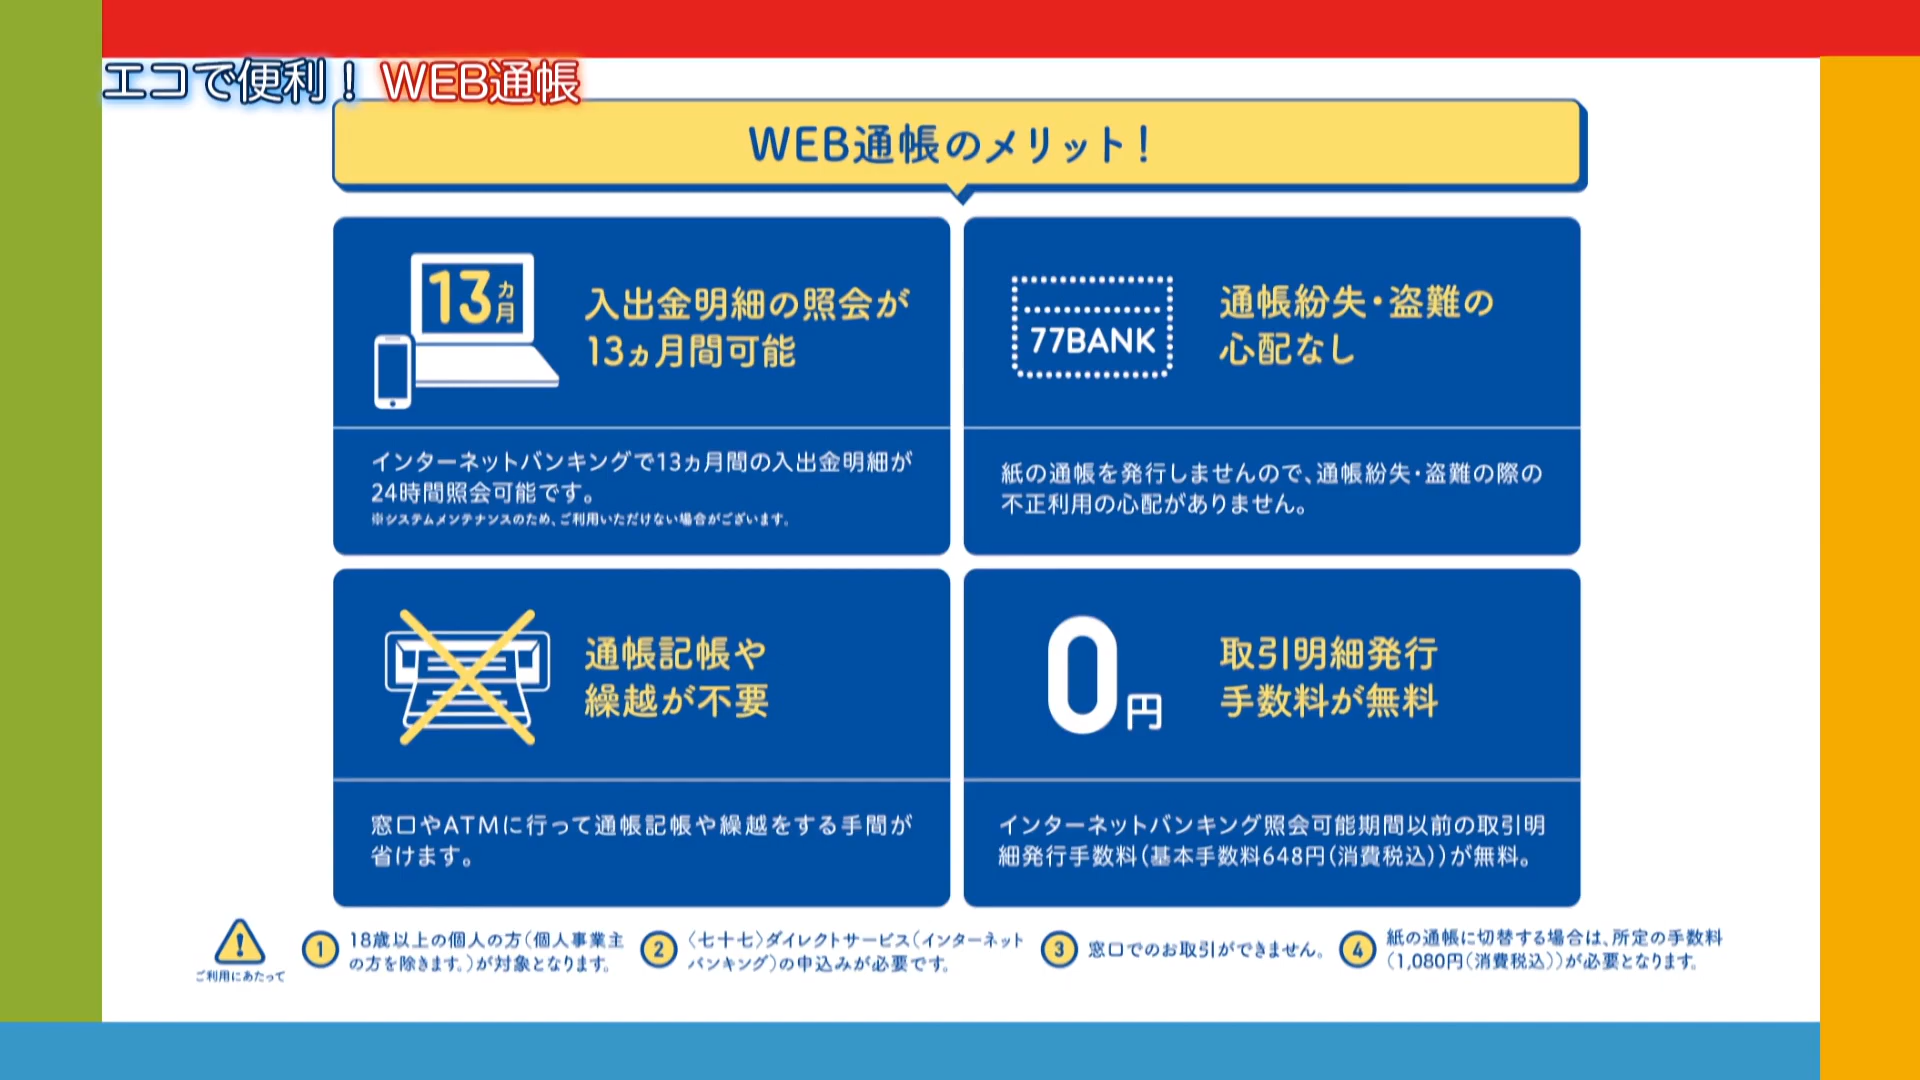 エコで便利！ WEB通帳
WEB通帳のメリット！
13カ月
入出金明細の照会が
13ヵ月間可能
インターネットバンキングで13ヵ月間の入出金明細が
24時間照会可能です。
※システムメンテナンスのため、ご利用いただけない場合がございます。
77BANK
通帳紛失・盗難の
心配なし
紙の通帳を発行しませんので、通帳紛失・盗難の際の
不正利用の心配がありません。
通帳記帳や
繰越が不要
窓口やATMに行って通帳記帳や繰越をする手間が
省けます。
0円
取引明細発行
手数料が無料
インターネットバンキング照会可能期間以前の取引明
細発行手数料(基本手数料648円(消費税込))が無料。
!
ご利用にあたって
1 18歳以上の個人の方(個人事業主
の方を除きます。)が対象となります。
2 〈七十七〉ダイレクトサービス(インターネット
バンキング)の申込みが必要です。
3 窓口でのお取引ができません。
4 紙の通帳に切替する場合は、所定の手数料
(1,080円(消費税込))が必要となります。